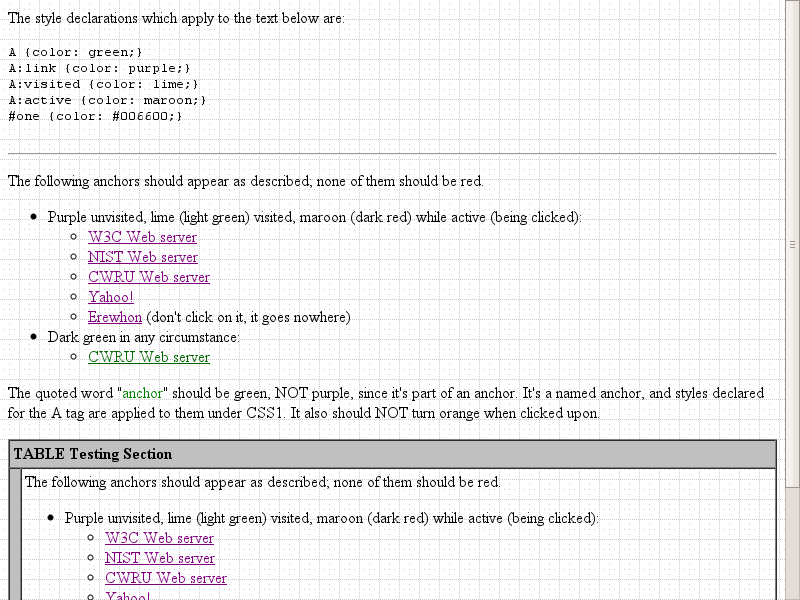 The style declarations which apply to the text below are:
A {color: green;}
A:link {color: purple;}
A:visited {color: lime;}
A:active {color: maroon;}
#one {color: #006600;}
The following anchors should appear as described; none of them should be red.
Purple unvisited, lime (light green) visited, maroon (dark red) while active (being clicked):
W3C Web server
NIST Web server
CWRU Web server
Yahoo!
Erewhon (don't click on it, it goes nowhere)
Dark green in any circumstance:
CWRU Web server
The quoted word "anchor" should be green, NOT purple, since it's part of an anchor. It's a named anchor, and styles declared
for the A tag are applied to them under CSS1. It also should NOT turn orange when clicked upon.
TABLE Testing Section
The following anchors should appear as described; none of them should be red.
Purple unvisited, lime (light green) visited, maroon (dark red) while active (being clicked):
W3C Web server
NIST Web server
CWRU Web server
Yahoo!